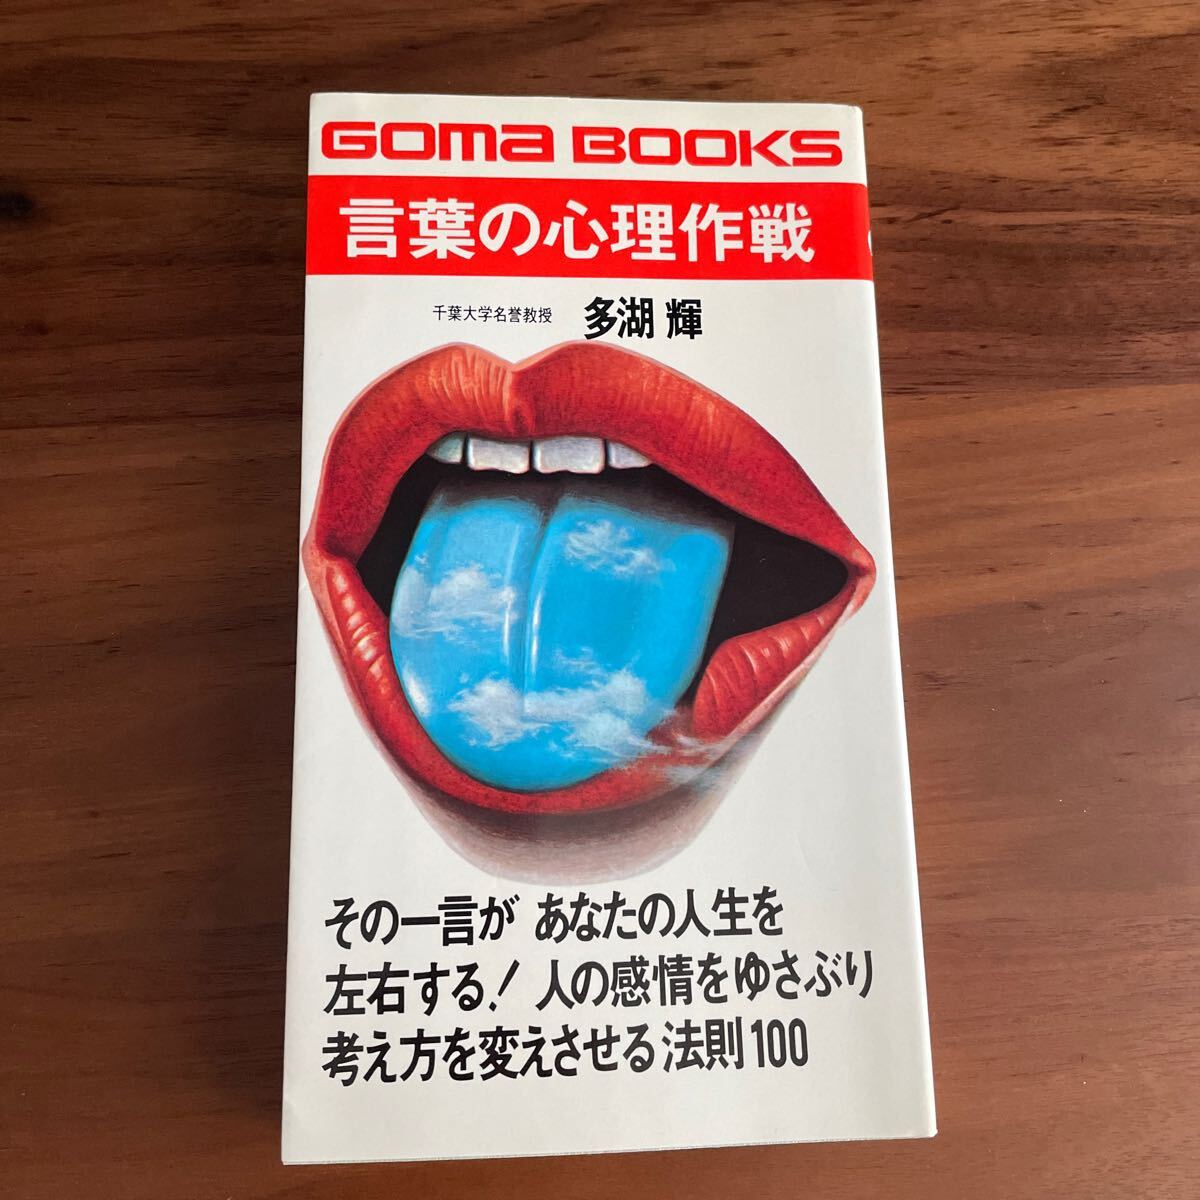 GOMA BOOKS
言葉の心理作戦
千葉大学名誉教授 多湖 輝
その一言が あなたの人生を
左右する! 人の感情をゆさぶり
考え方を変えさせる法則100